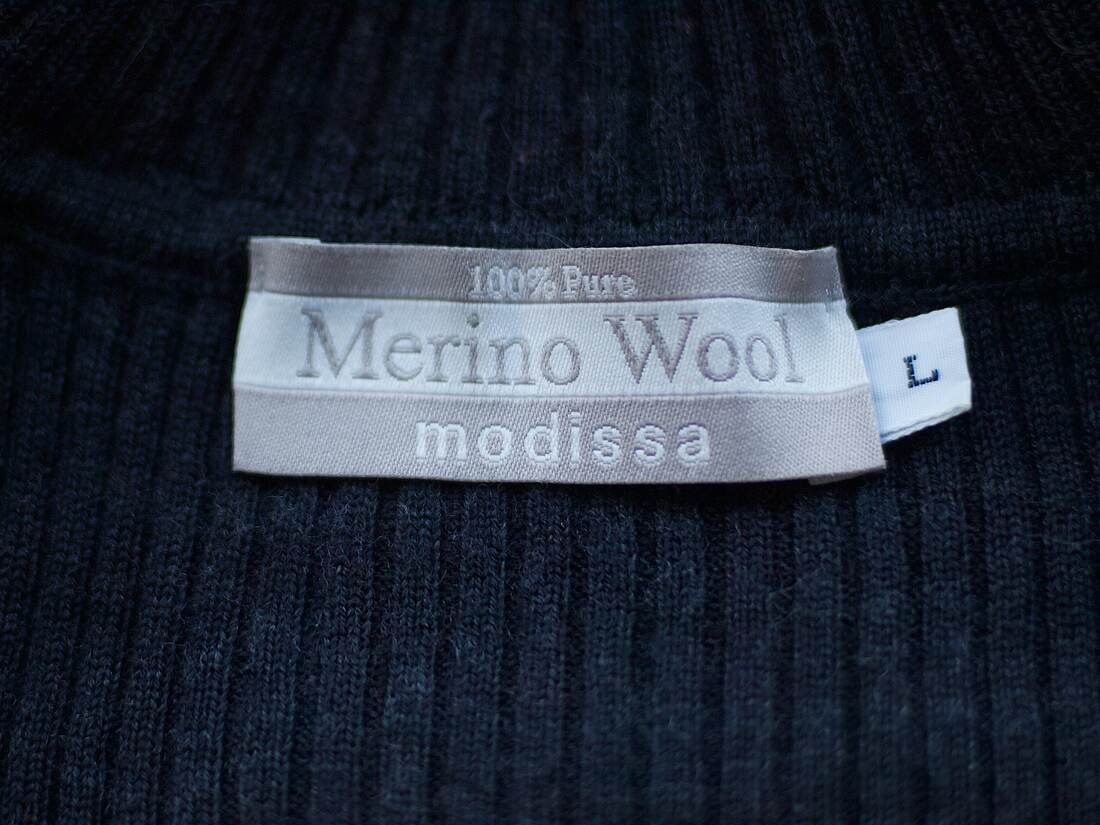 100% Pure
Merino Wool
modissa
L